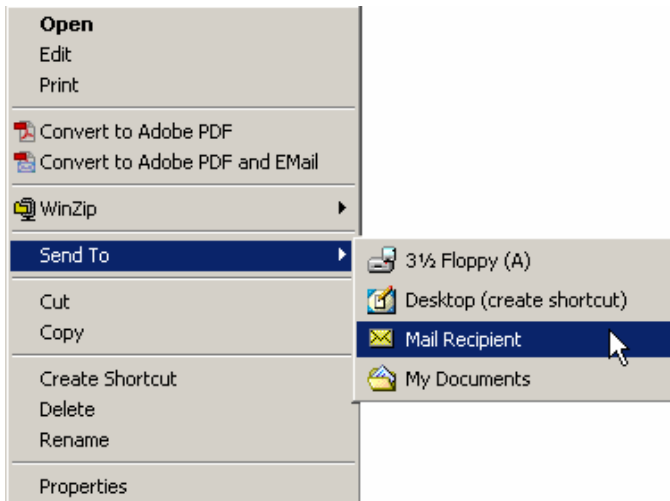 Open
Edit
Print
Convert to Adobe PDF
Convert to Adobe PDF and EMail
WinZip
Send To
Cut
Copy
Create Shortcut
Delete
Rename
Properties
3½ Floppy (A)
Desktop (create shortcut)
Mail Recipient
My Documents